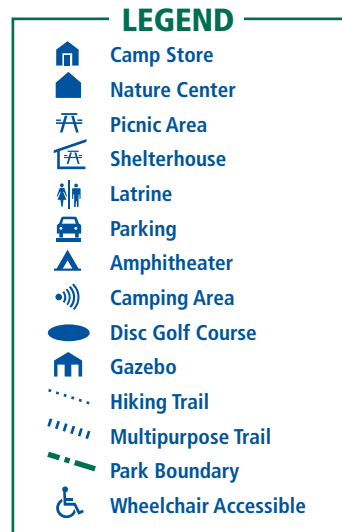 LEGEND
Camp Store
Nature Center
Picnic Area
Shelterhouse
Latrine
Parking
Amphitheater
Camping Area
Disc Golf Course
Gazebo
Hiking Trail
Multipurpose Trail
Park Boundary
Wheelchair Accessible